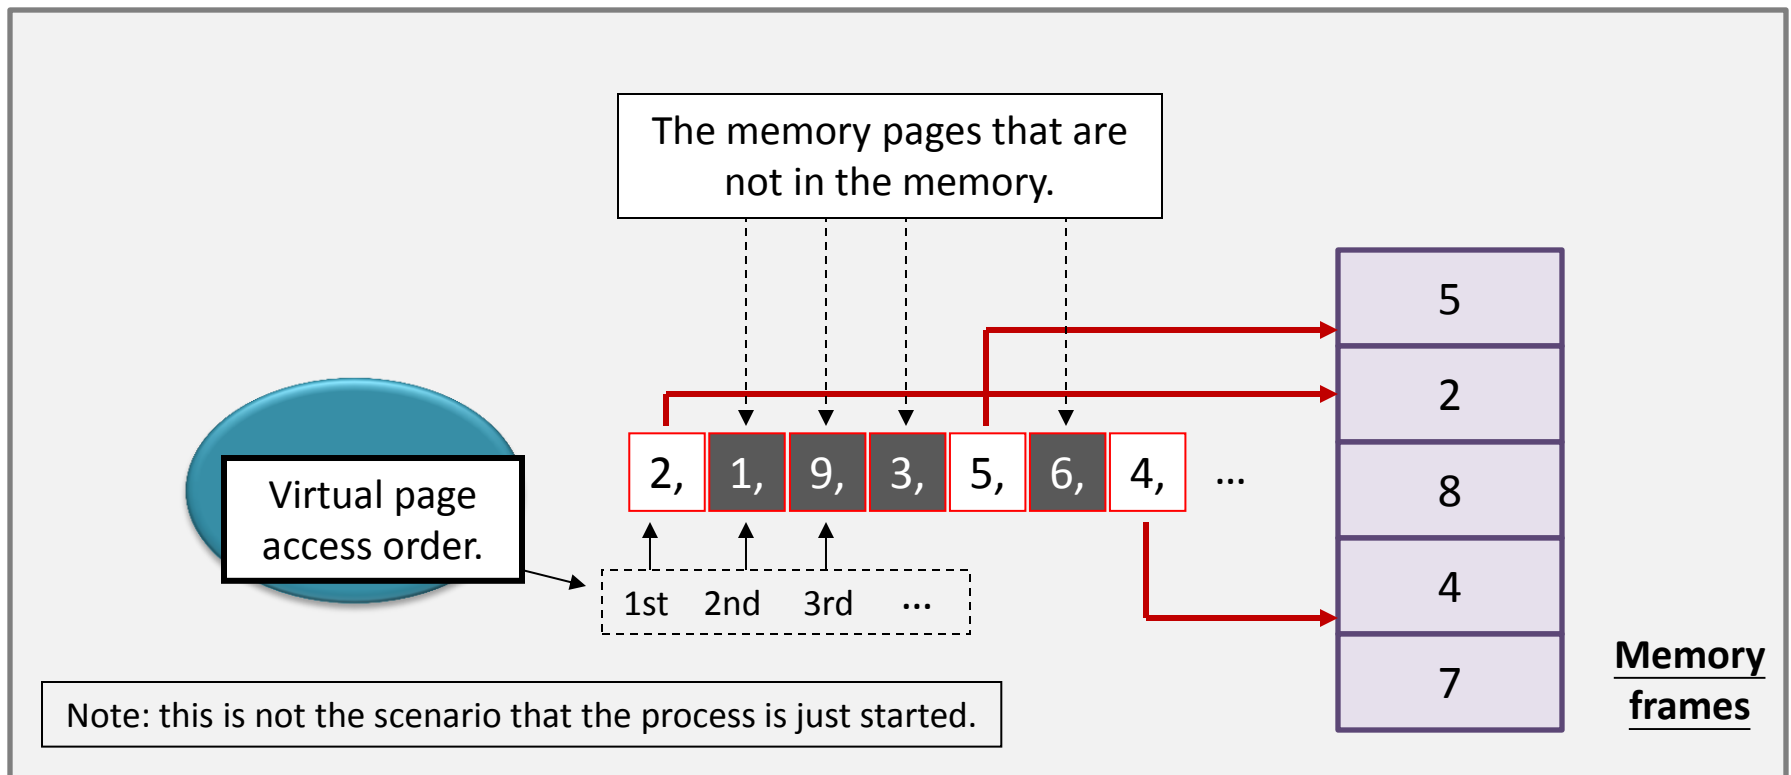 The memory pages that are
not in the memory.
5
2
8
4
7
2, 1, 9, 3, 5, 6, 4, ...
Virtual page
access order.
1st 2nd 3rd ...
Memory
frames
Note: this is not the scenario that the process is just started.